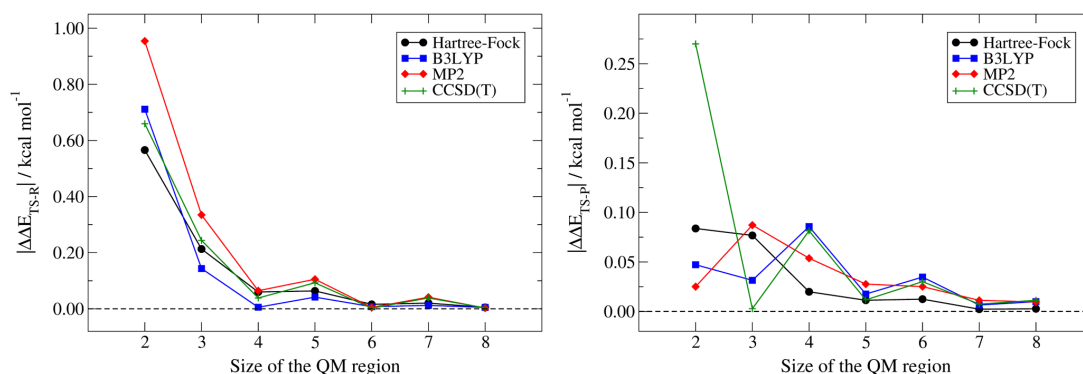 1.00
0.80
0.60
0.40
0.20
0.00
|ΔΔE_TS-R| / kcal mol⁻¹
Hartree-Fock
B3LYP
MP2
CCSD(T)
2 3 4 5 6 7 8
Size of the QM region
0.25
0.20
0.15
0.10
0.05
0.00
|ΔΔE_TS-P| / kcal mol⁻¹
Hartree-Fock
B3LYP
MP2
CCSD(T)
2 3 4 5 6 7 8
Size of the QM region